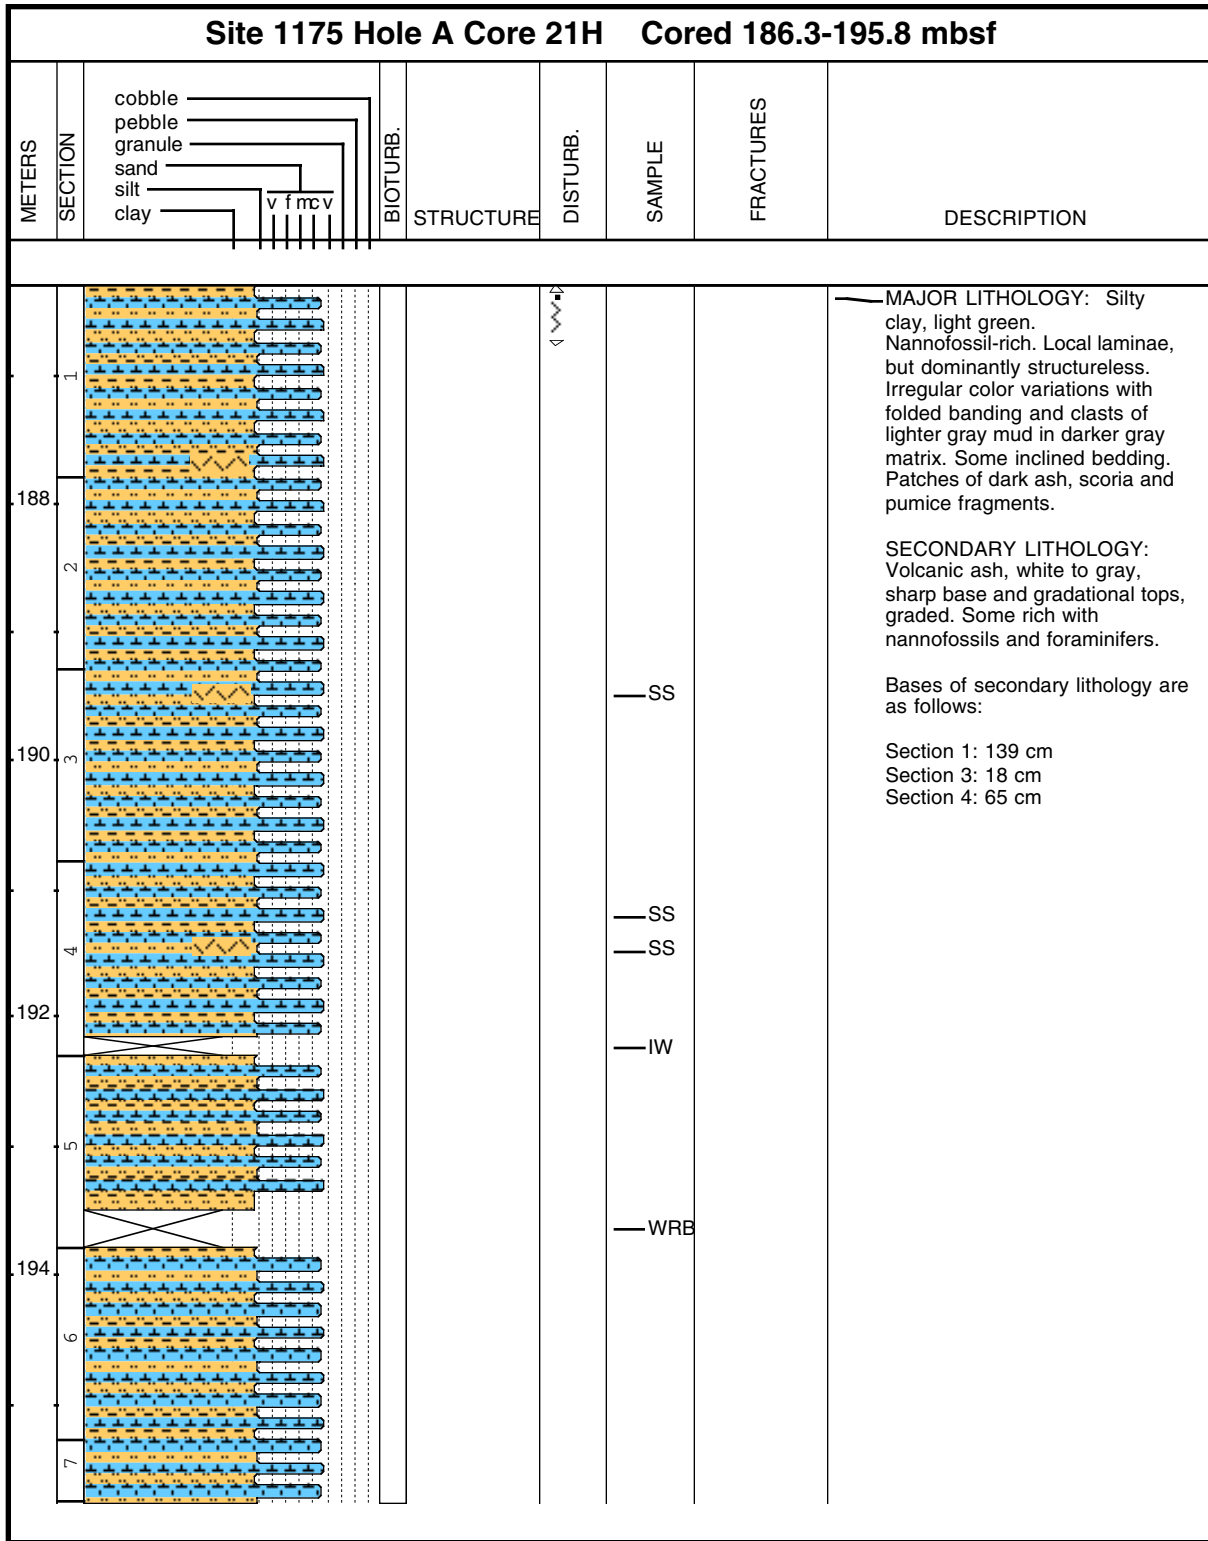 Site 1175 Hole A Core 21H Cored 186.3-195.8 mbsf
METERS
SECTION
cobble
pebble
granule
sand
silt
clay
v f m c v
BIOTURB.
STRUCTURE
DISTURB.
SAMPLE
FRACTURES
DESCRIPTION
1
188
2
190
3
4
192
5
194
6
7
SS
SS
SS
IW
WRB
MAJOR LITHOLOGY: Silty
clay, light green.
Nannofossil-rich. Local laminae,
but dominantly structureless.
Irregular color variations with
folded banding and clasts of
lighter gray mud in darker gray
matrix. Some inclined bedding.
Patches of dark ash, scoria and
pumice fragments.
SECONDARY LITHOLOGY:
Volcanic ash, white to gray,
sharp base and gradational tops,
graded. Some rich with
nannofossils and foraminifers.
Bases of secondary lithology are
as follows:
Section 1: 139 cm
Section 3: 18 cm
Section 4: 65 cm